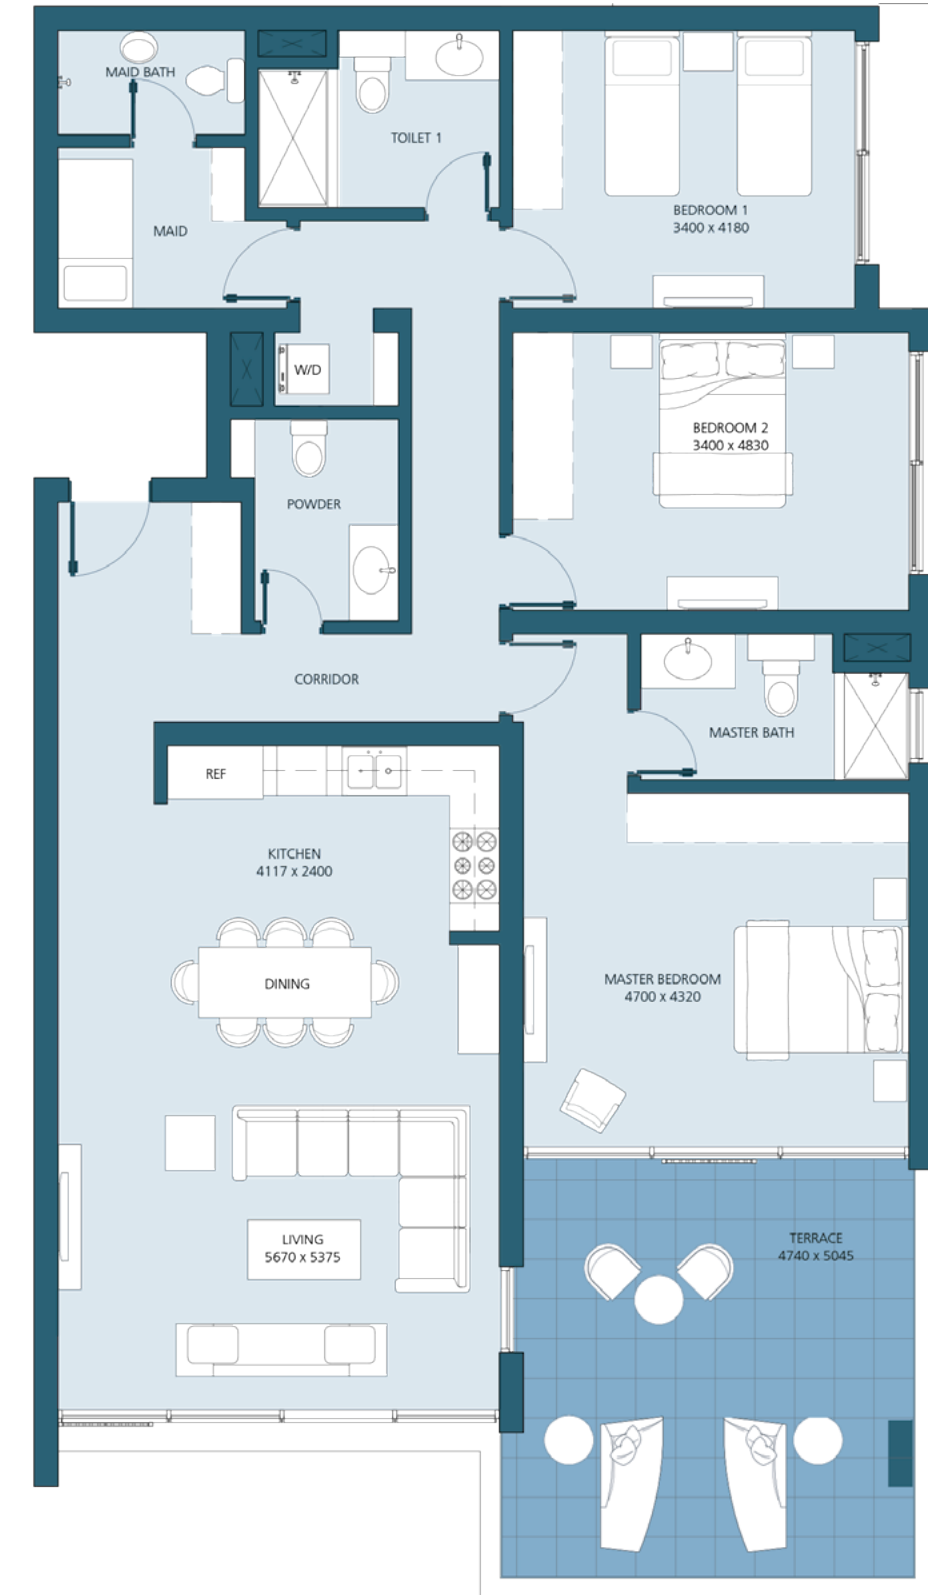 MAID BATH
TOILET 1
MAID
BEDROOM 1
3400 x 4180
W/D
BEDROOM 2
3400 x 4830
POWDER
CORRIDOR
MASTER BATH
REF
KITCHEN
4117 x 2400
DINING
MASTER BEDROOM
4700 x 4320
LIVING
5670 x 5375
TERRACE
4740 x 5045